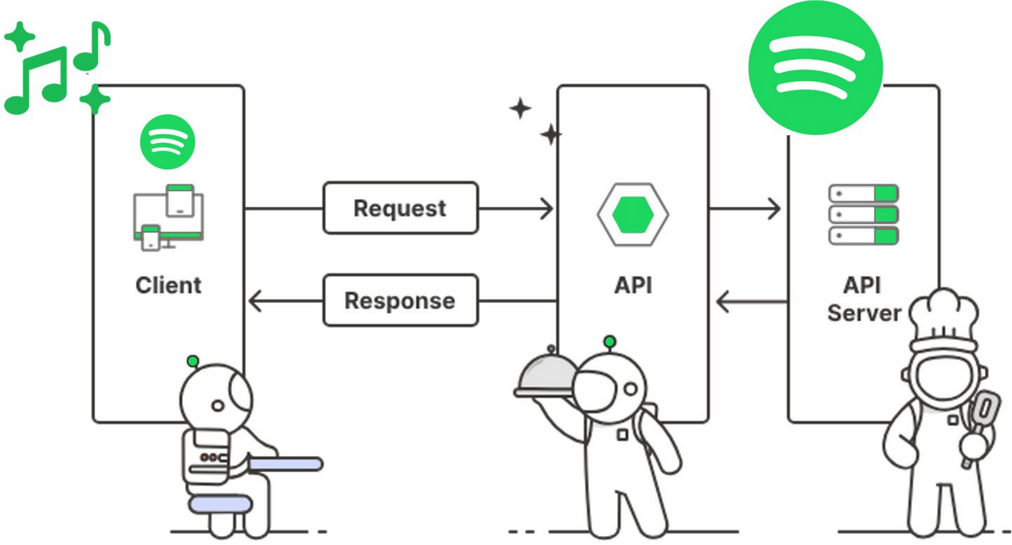 Request
Response
Client
API
API
Server